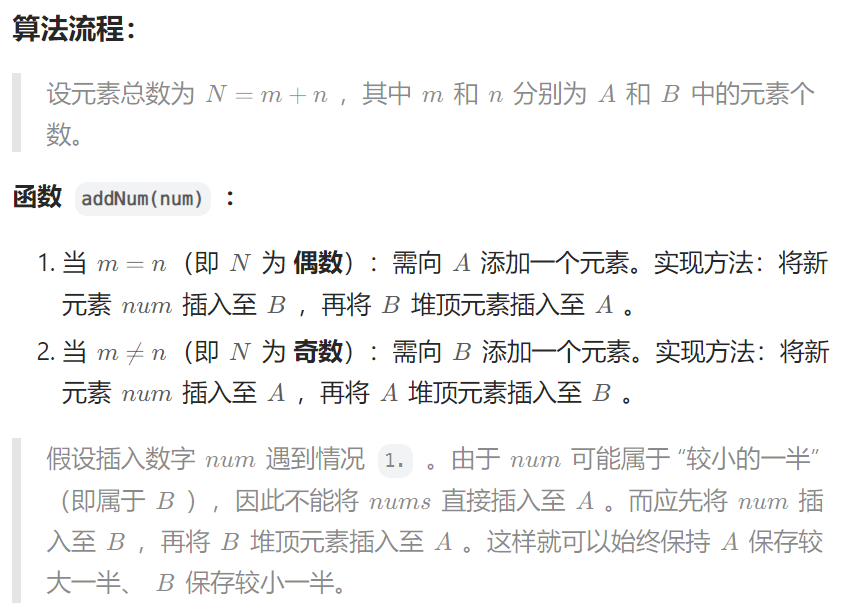 算法流程：
设元素总数为 N = m + n ，其中 m 和 n 分别为 A 和 B 中的元素个
数。
函数 addNum(num) ：
1. 当 m = n（即 N 为 偶数）：需向 A 添加一个元素。实现方法：将新
元素 num 插入至 B ，再将 B 堆顶元素插入至 A 。
2. 当 m ≠ n（即 N 为 奇数）：需向 B 添加一个元素。实现方法：将新
元素 num 插入至 A ，再将 A 堆顶元素插入至 B 。
假设插入数字 num 遇到情况 1. 。由于 num 可能属于“较小的一半”
（即属于 B ），因此不能将 nums 直接插入至 A 。而应先将 num 插
入至 B ，再将 B 堆顶元素插入至 A 。这样就可以始终保持 A 保存较
大一半、 B 保存较小一半。